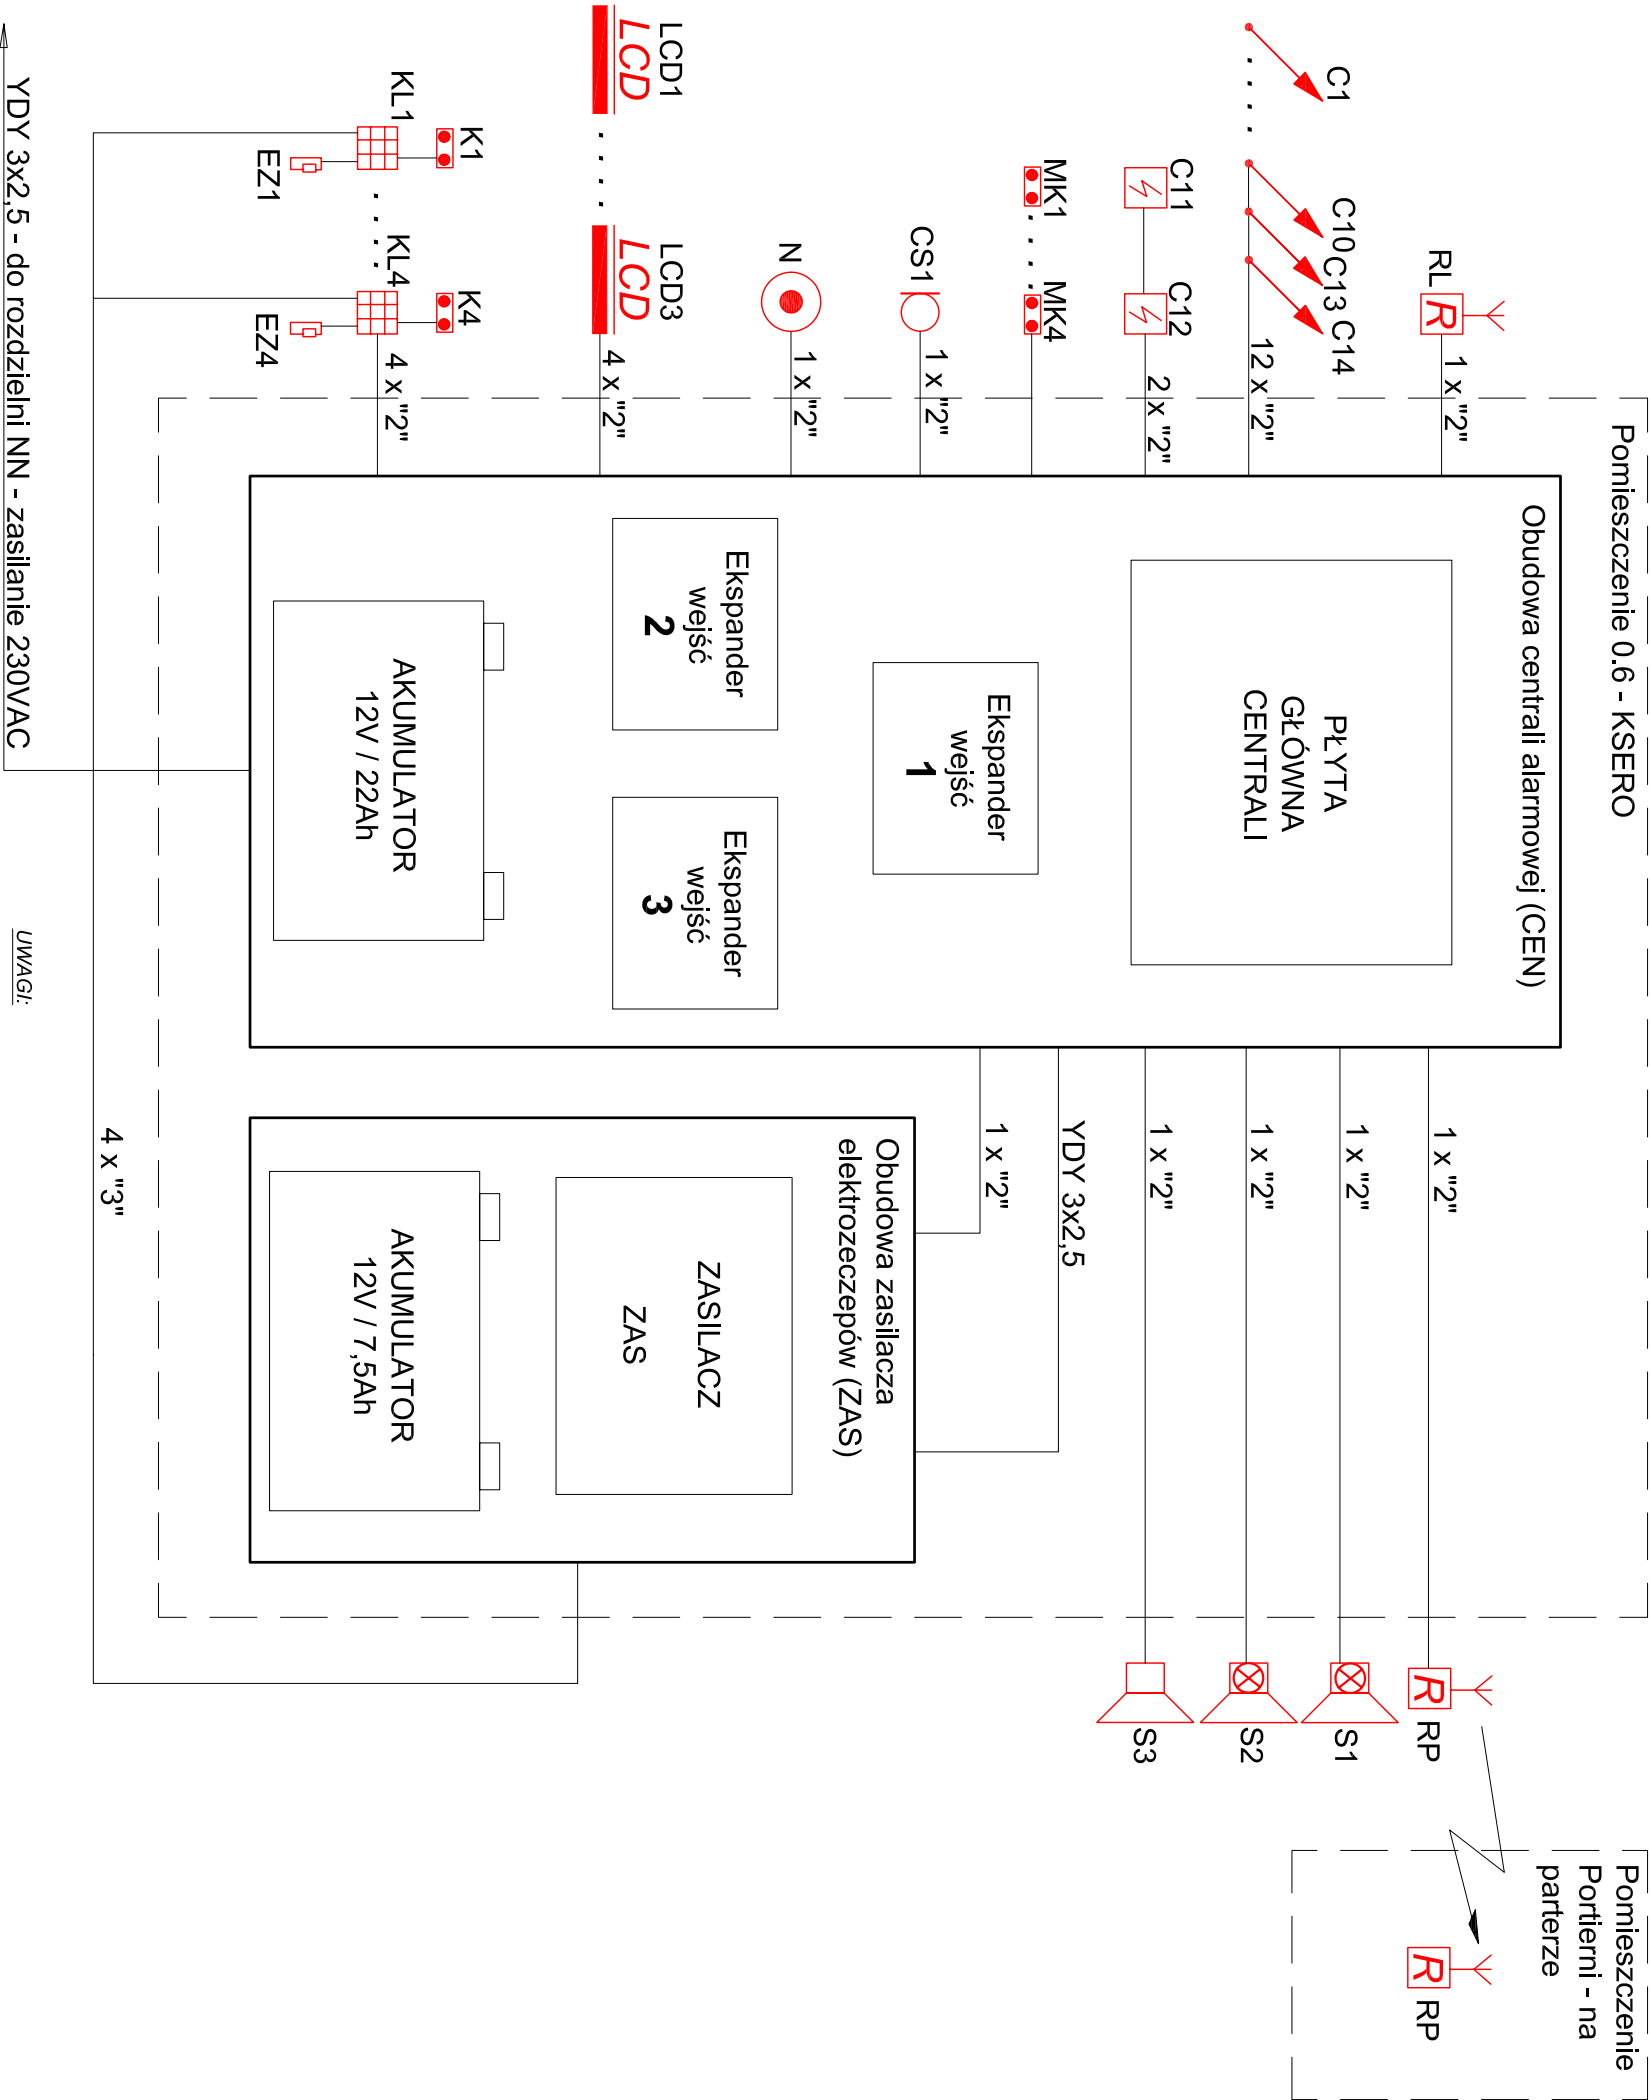 Pomieszczenie 0.6 - KSERO
Obudowa centrali alarmowej (CEN)
PŁYTA
GŁÓWNA
CENTRALI
Ekspander
wejść
1
Ekspander
wejść
2
Ekspander
wejść
3
AKUMULATOR
12V / 22Ah
RL
1 x "2"
C1
C10
C13
C14
12 x "2"
C11
C12
2 x "2"
MK1
MK4
CS1
1 x "2"
N
1 x "2"
LCD1
LCD
LCD3
LCD
4 x "2"
K1
KL1
EZ1
K4
KL4
EZ4
4 x "2"
YDY 3x2,5 - do rozdzielni NN - zasilanie 230VAC
UWAGI:
4 x "3"
1 x "2"
1 x "2"
1 x "2"
1 x "2"
YDY 3x2,5
1 x "2"
Obudowa zasilacza
elektrozeczepów (ZAS)
ZASILACZ
ZAS
AKUMULATOR
12V / 7,5Ah
R
R
RP
S1
S2
S3
Pomieszczenie
Portierni - na
parterze
R
RP